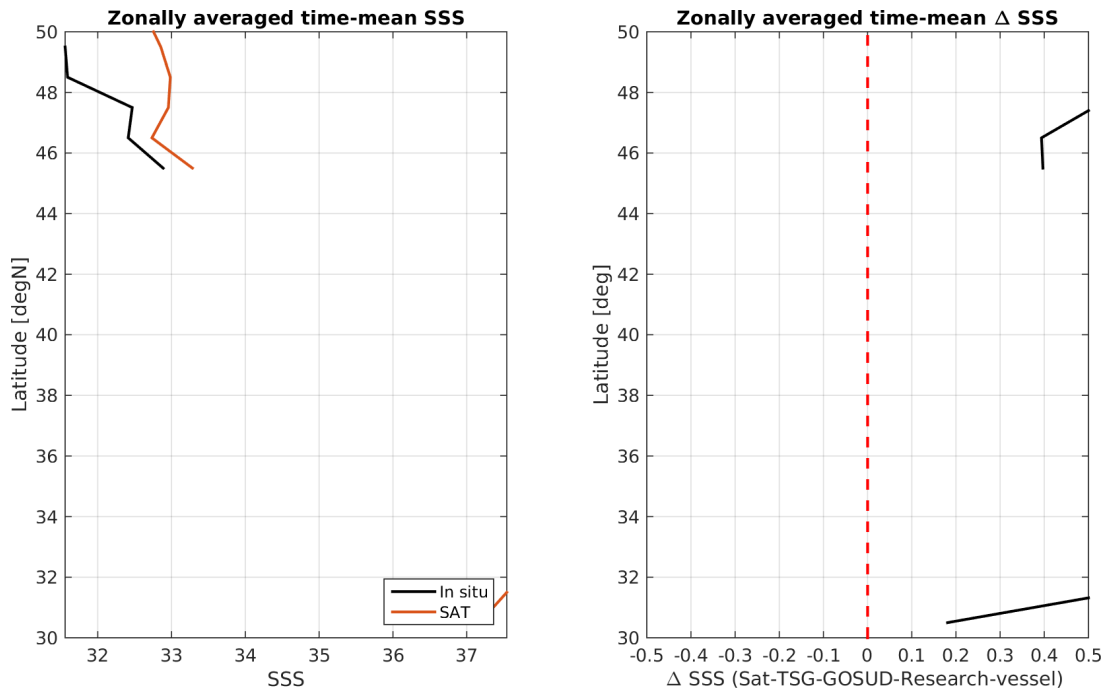 Zonally averaged time-mean SSS
50
48
46
44
42
40
38
36
34
32
30
Latitude [degN]
In situ
SAT
32 33 34 35 36 37
SSS
Zonally averaged time-mean Δ SSS
50
48
46
44
42
40
38
36
34
32
30
Latitude [deg]
-0.5 -0.4 -0.3 -0.2 -0.1 0 0.1 0.2 0.3 0.4 0.5
Δ SSS (Sat-TSG-GOSUD-Research-vessel)